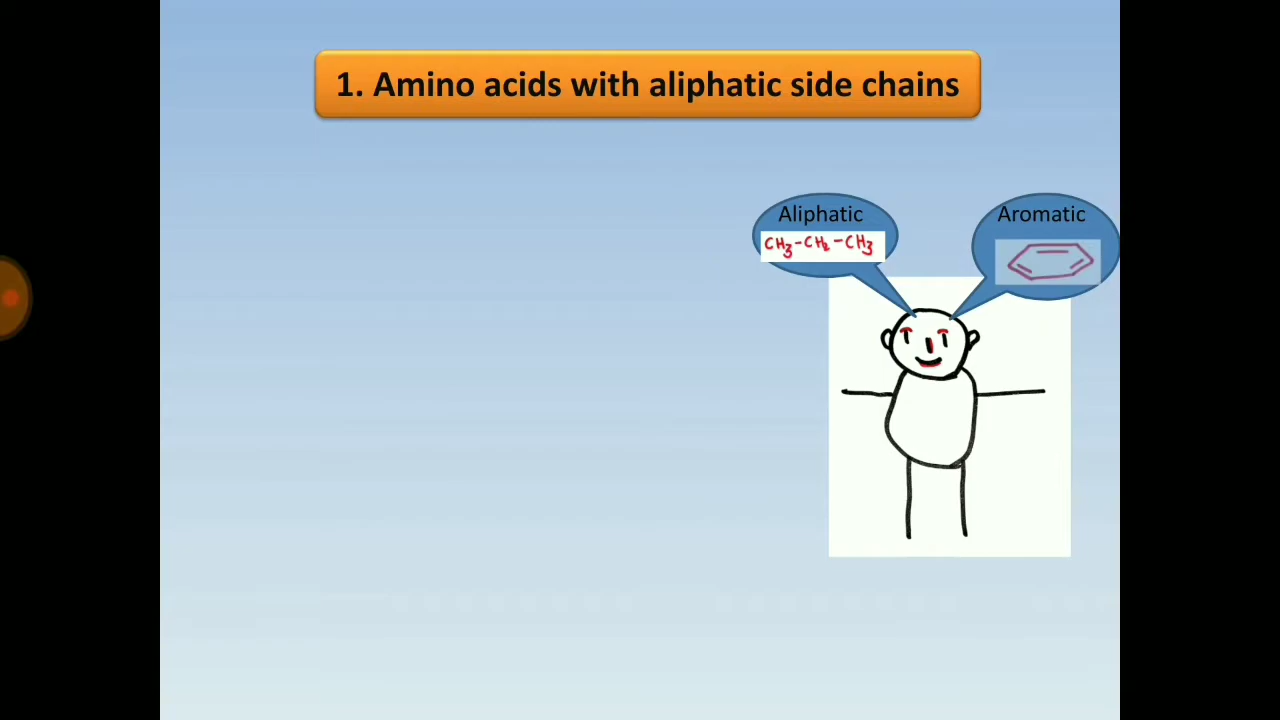 1. Amino acids with aliphatic side chains
Aliphatic
CH₃-CH₂-CH₃
Aromatic